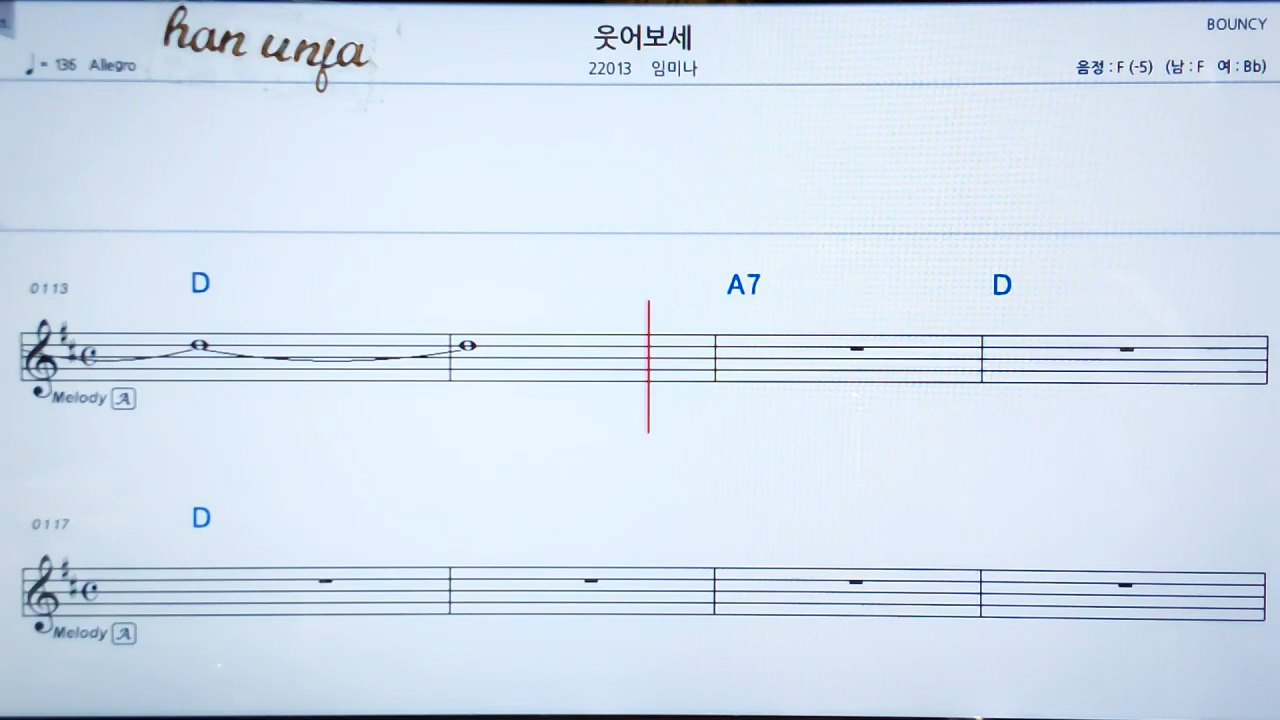 han unfa
웃어보세
BOUNCY
♩= 136 Allegro
22013 임미나
음정 : F (-5) (남 : F 여 : Bb)
0113 D A7 D
Melody A
0117 D
Melody A